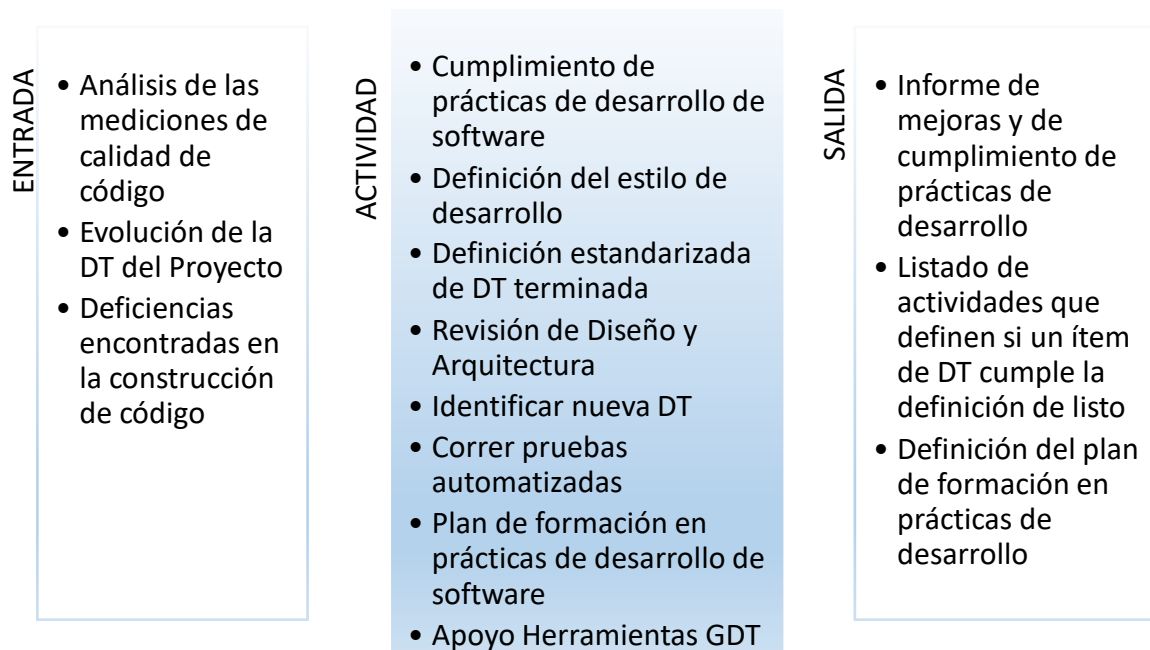 ENTRADA
• Análisis de las
mediciones de
calidad de
código
• Evolución de la
DT del Proyecto
• Deficiencias
encontradas en
la construcción
de código
ACTIVIDAD
• Cumplimiento de
prácticas de desarrollo de
software
• Definición del estilo de
desarrollo
• Definición estandarizada
de DT terminada
• Revisión de Diseño y
Arquitectura
• Identificar nueva DT
• Correr pruebas
automatizadas
• Plan de formación en
prácticas de desarrollo de
software
• Apoyo Herramientas GDT
SALIDA
• Informe de
mejoras y de
cumplimiento de
prácticas de
desarrollo
• Listado de
actividades que
definen si un ítem
de DT cumple la
definición de listo
• Definición del plan
de formación en
prácticas de
desarrollo